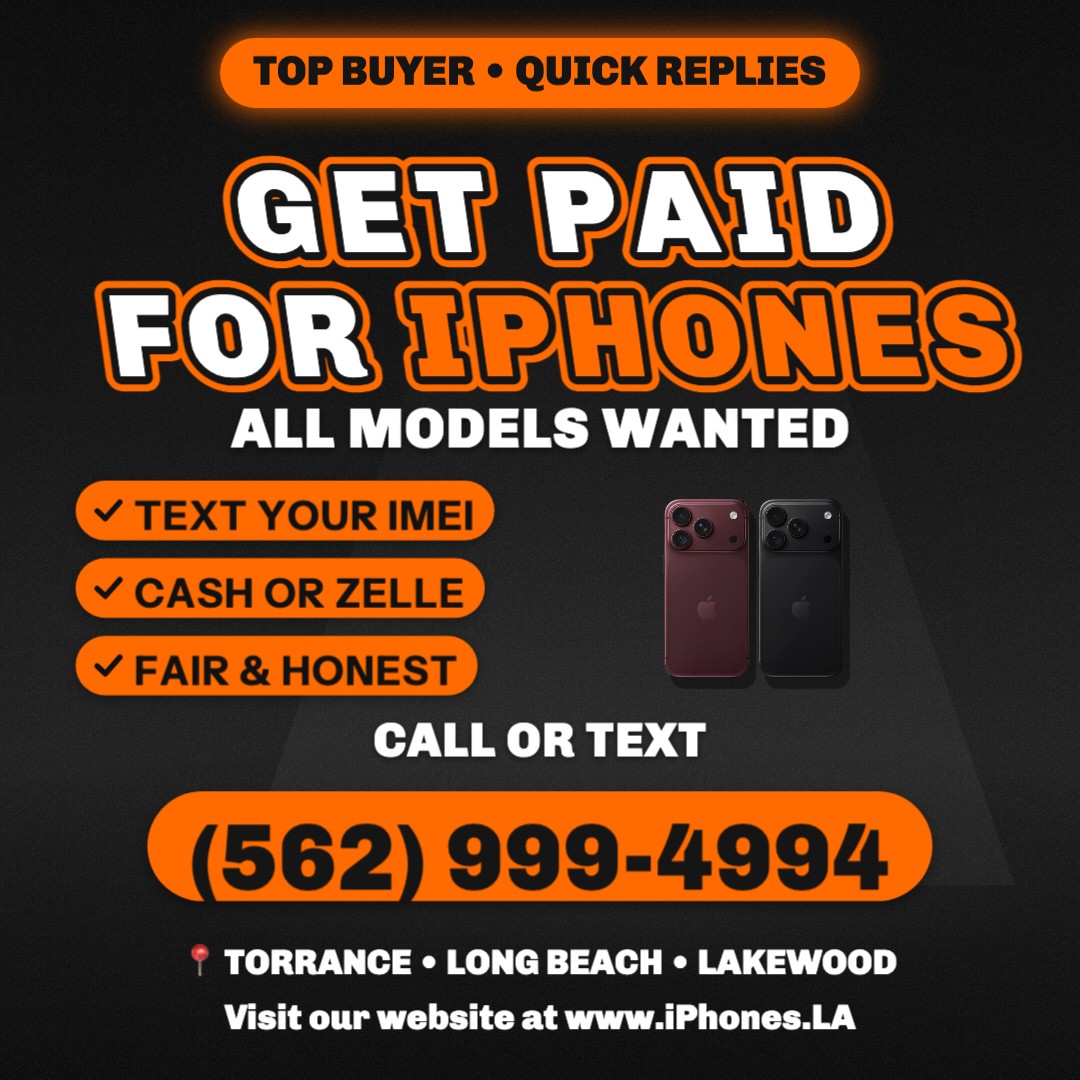 TOP BUYER • QUICK REPLIES
GET PAID
FOR IPHONES
ALL MODELS WANTED
✓ TEXT YOUR IMEI
✓ CASH OR ZELLE
✓ FAIR & HONEST
CALL OR TEXT
(562) 999-4994
📍 TORRANCE • LONG BEACH • LAKEWOOD
Visit our website at www.iPhones.LA